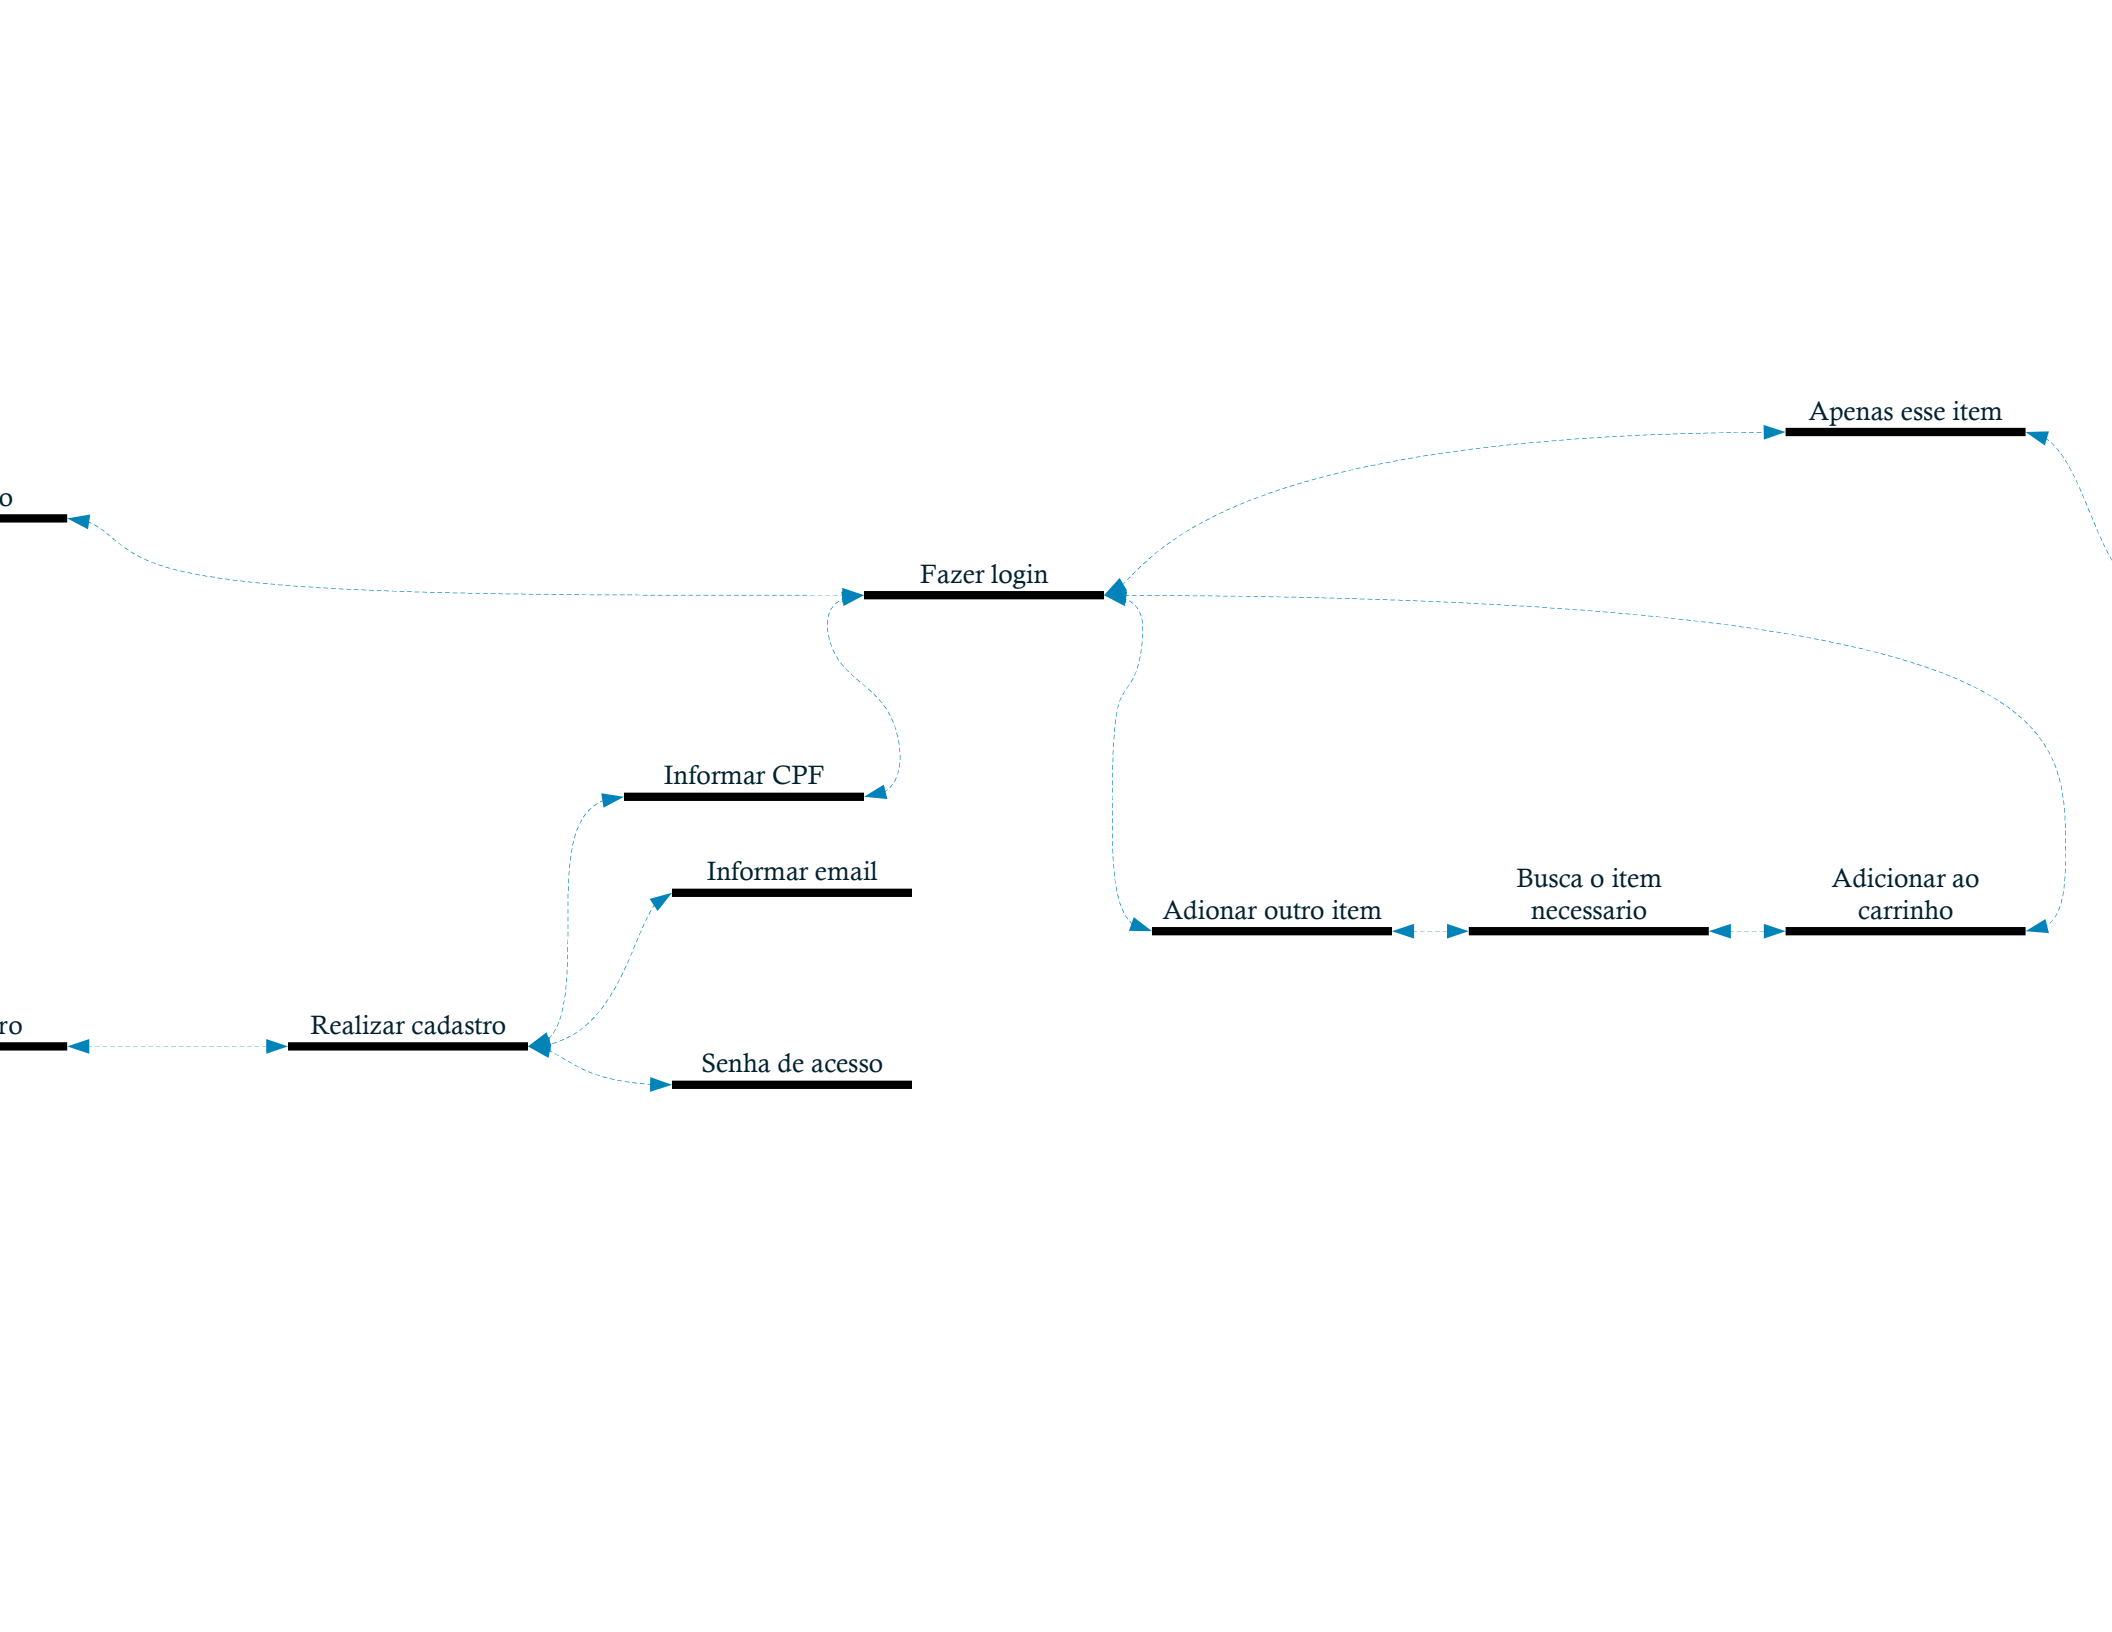 Apenas esse item
Fazer login
Informar CPF
Informar email
Adionar outro item
Busca o item
necessario
Adicionar ao
carrinho
Realizar cadastro
Senha de acesso